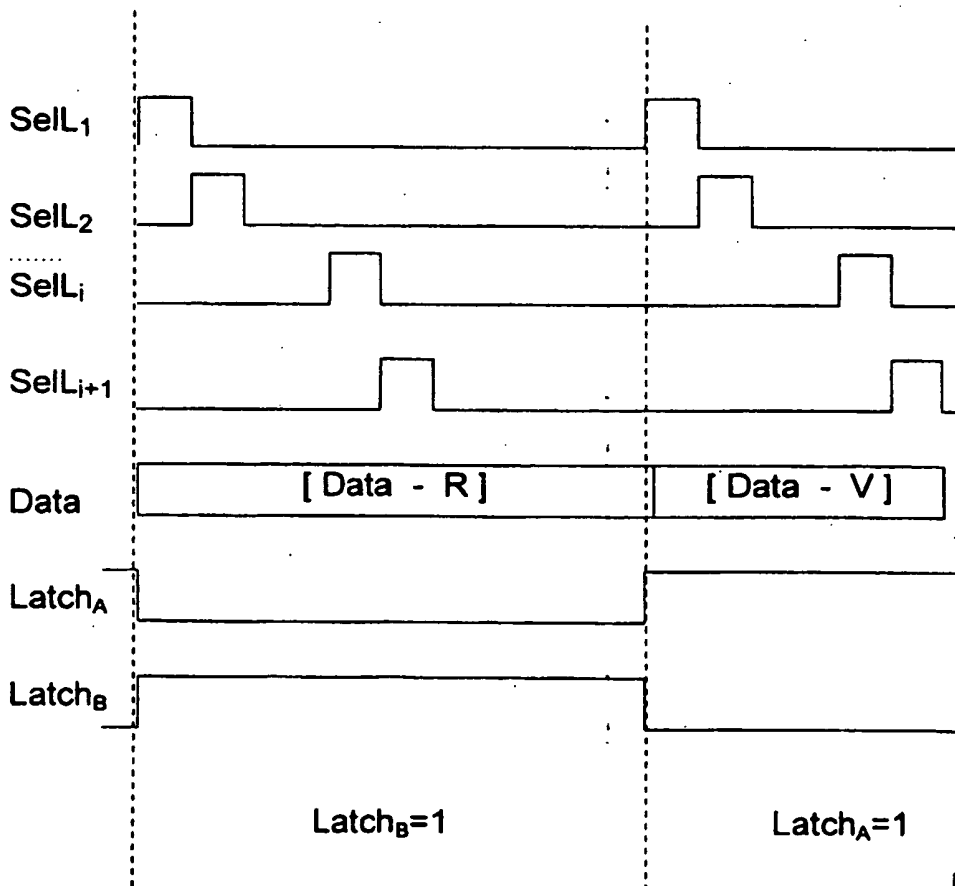 SelL1
SelL2
........
SelLi
SelLi+1
Data
[ Data - R ]
[ Data - V ]
LatchA
LatchB
LatchB=1
LatchA=1